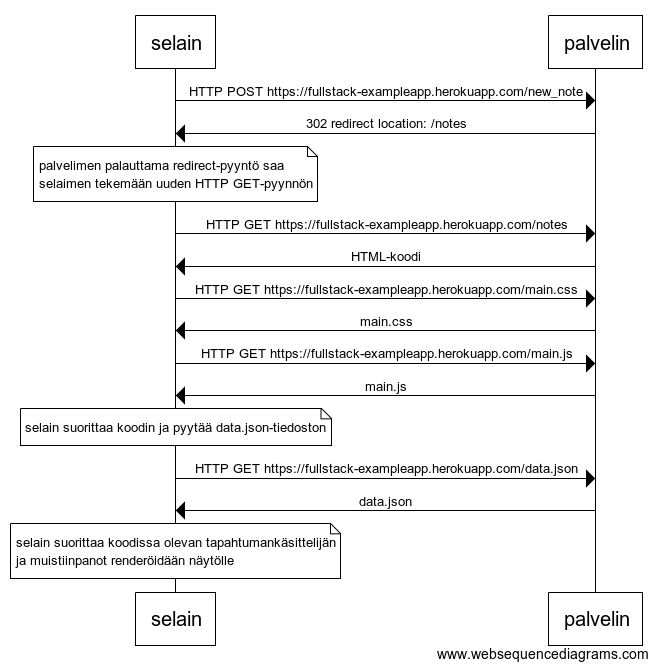 selain
palvelin
HTTP POST https://fullstack-exampleapp.herokuapp.com/new_note
302 redirect location: /notes
palvelimen palauttama redirect-pyyntö saa
selaimen tekemään uuden HTTP GET-pyynnön
HTTP GET https://fullstack-exampleapp.herokuapp.com/notes
HTML-koodi
HTTP GET https://fullstack-exampleapp.herokuapp.com/main.css
main.css
HTTP GET https://fullstack-exampleapp.herokuapp.com/main.js
main.js
selain suorittaa koodin ja pyytää data.json-tiedoston
HTTP GET https://fullstack-exampleapp.herokuapp.com/data.json
data.json
selain suorittaa koodissa olevan tapahtumankäsittelijän
ja muistiinpanot renderöidään näytölle
selain
palvelin
www.websequencediagrams.com